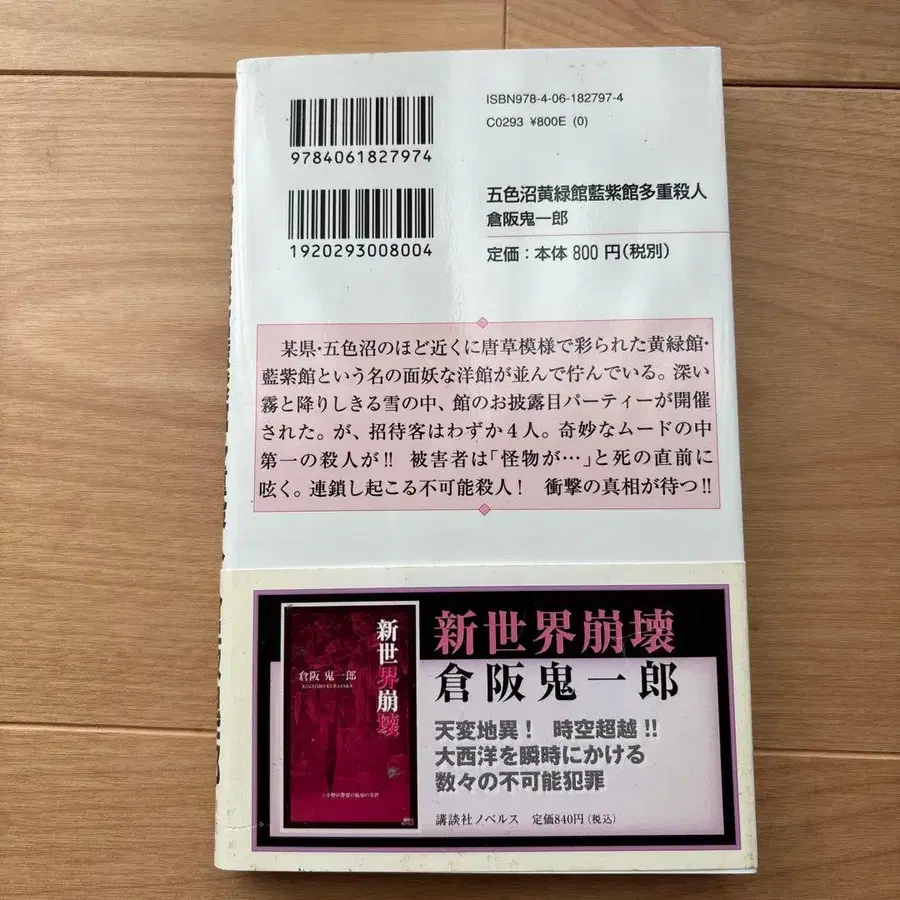 9784061827974
1920293008004
ISBN978-4-06-182797-4
C0293 ¥800E (0)
五色沼黄緑館藍紫館多重殺人
倉阪鬼一郎
定価：本体 800 円（税別）
某県・五色沼のほど近くに唐草模様で彩られた黄緑館・
藍紫館という名の面妖な洋館が並んで佇んでいる。深い
霧と降りしきる雪の中、館のお披露目パーティーが開催
された。が、招待客はわずか４人。奇妙なムードの中
第一の殺人が!! 被害者は「怪物が…」と死の直前に
呟く。連鎖し起こる不可能殺人！ 衝撃の真相が待つ!!
新世界崩壊
倉阪 鬼一郎
KIICHIRO KURASAKA
新世界崩壊
倉阪鬼一郎
天変地異！ 時空超越!!
大西洋を瞬時にかける
数々の不可能犯罪
講談社ノベルス 定価840円（税込）